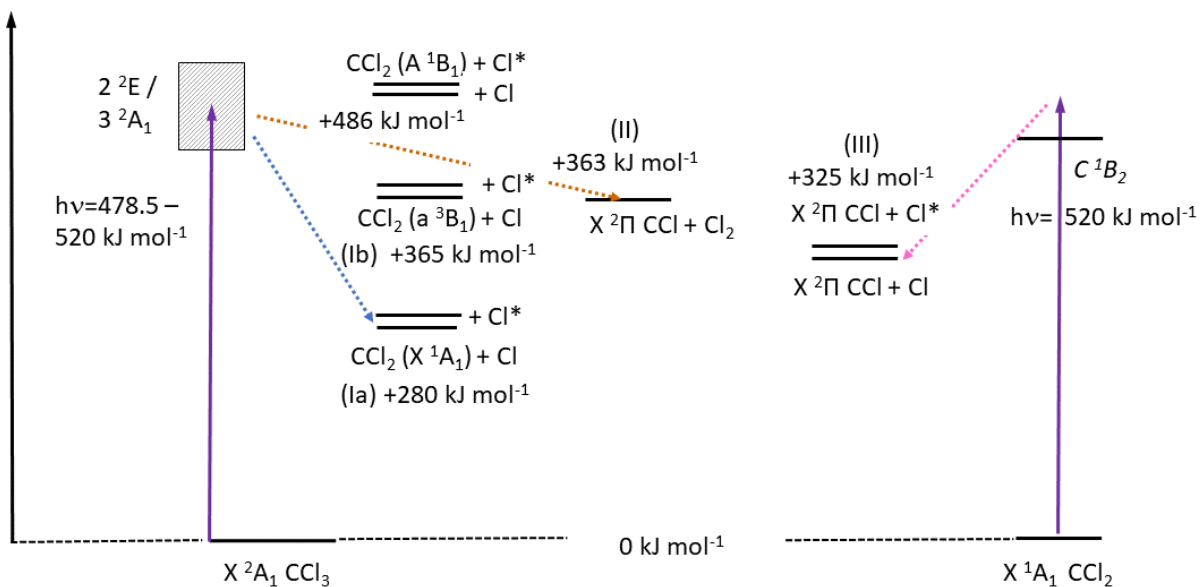 2 ²E /
3 ²A₁
hν=478.5 –
520 kJ mol⁻¹
X ²A₁ CCl₃
CCl₂ (A ¹B₁) + Cl*
+ Cl
+486 kJ mol⁻¹
+ Cl*
CCl₂ (a ³B₁) + Cl
(Ib) +365 kJ mol⁻¹
+ Cl*
CCl₂ (X ¹A₁) + Cl
(Ia) +280 kJ mol⁻¹
(II)
+363 kJ mol⁻¹
X ²Π CCl + Cl₂
0 kJ mol⁻¹
(III)
+325 kJ mol⁻¹
X ²Π CCl + Cl*
X ²Π CCl + Cl
C ¹B₂
hν= 520 kJ mol⁻¹
X ¹A₁ CCl₂